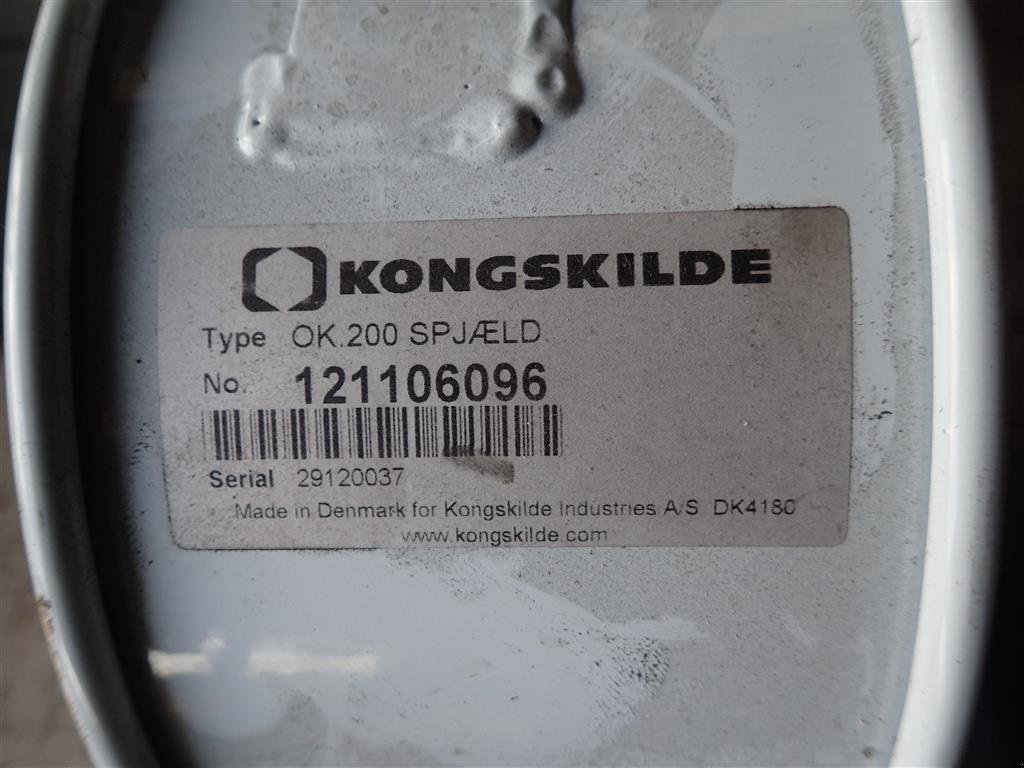 KONGSKILDE
Type OK.200 SPJÆLD.
No. 121106096
Serial 29120037
Made in Denmark for Kongskilde Industries A/S DK4180
www.kongskilde.com